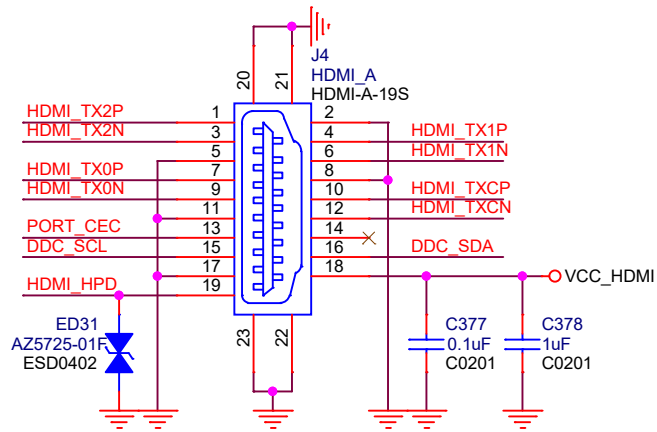 J4
HDMI_A
HDMI-A-19S
20
21
HDMI_TX2P
1
2
HDMI_TX2N
3
4
HDMI_TX1P
5
6
HDMI_TX1N
HDMI_TX0P
7
8
HDMI_TX0N
9
10
HDMI_TXCP
11
12
HDMI_TXCN
PORT_CEC
13
14
DDC_SCL
15
16
DDC_SDA
17
18
VCC_HDMI
HDMI_HPD
19
ED31
AZ5725-01F
ESD0402
23
22
C377
0.1uF
C0201
C378
1uF
C0201